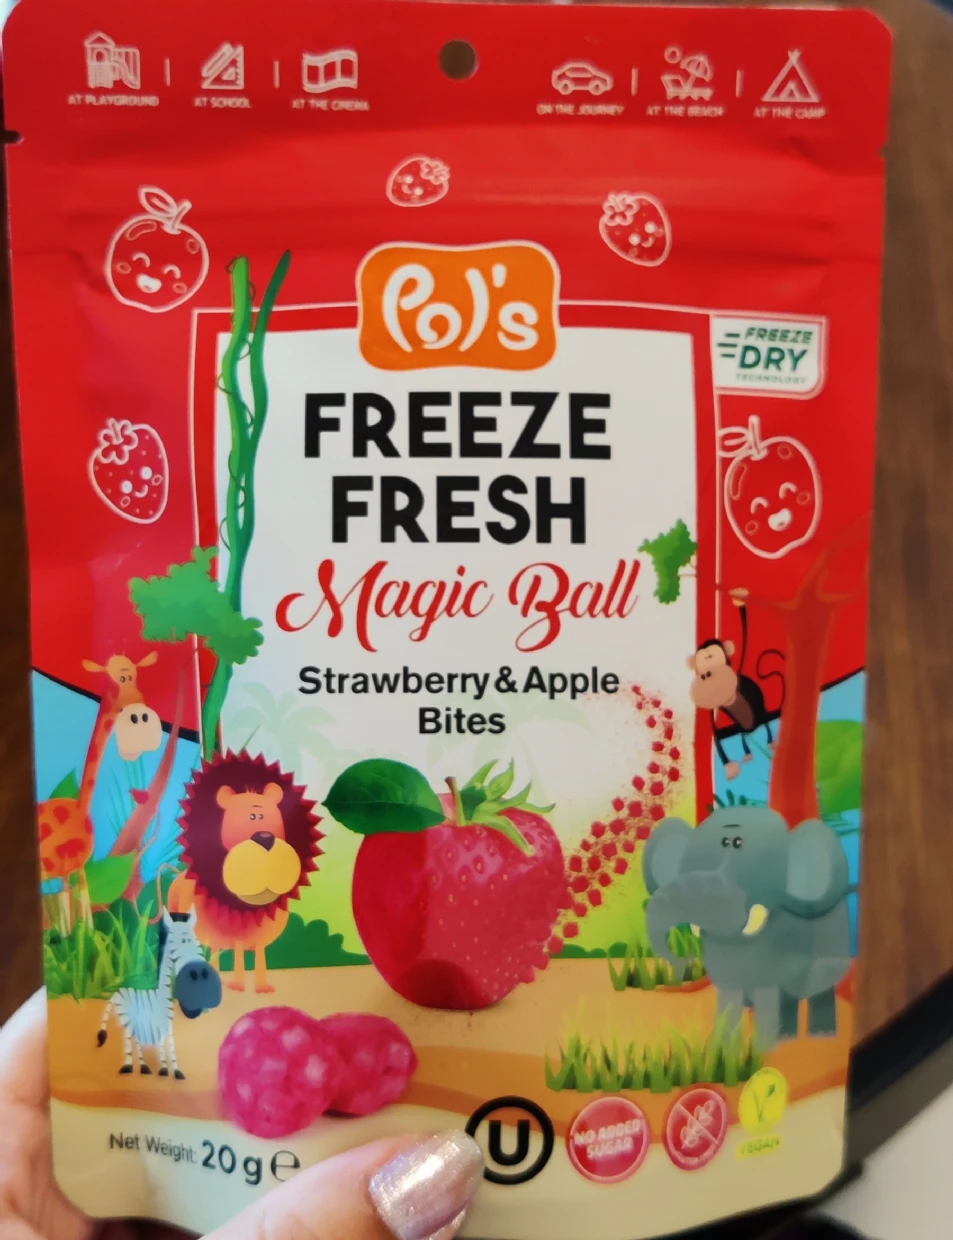 AT PLAYGROUND
AT SCHOOL
AT THE CINEMA
ON THE JOURNEY
AT THE BEACH
AT THE CAMP
Pol's
FREEZE
DRY
TECHNOLOGY
FREEZE
FRESH
Magic Ball
Strawberry & Apple
Bites
Net Weight: 20 g e
U
NO ADDED
SUGAR
V
VEGAN